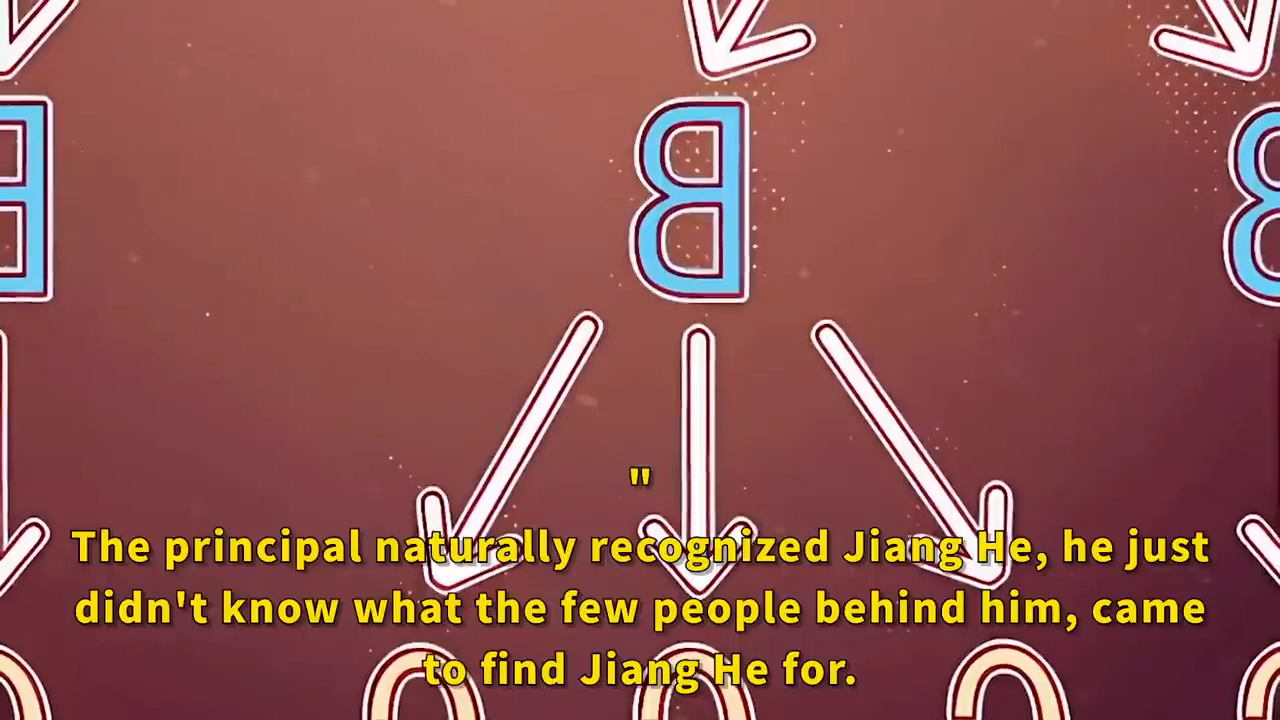 B
"
The principal naturally recognized Jiang He, he just
didn't know what the few people behind him, came
to find Jiang He for.